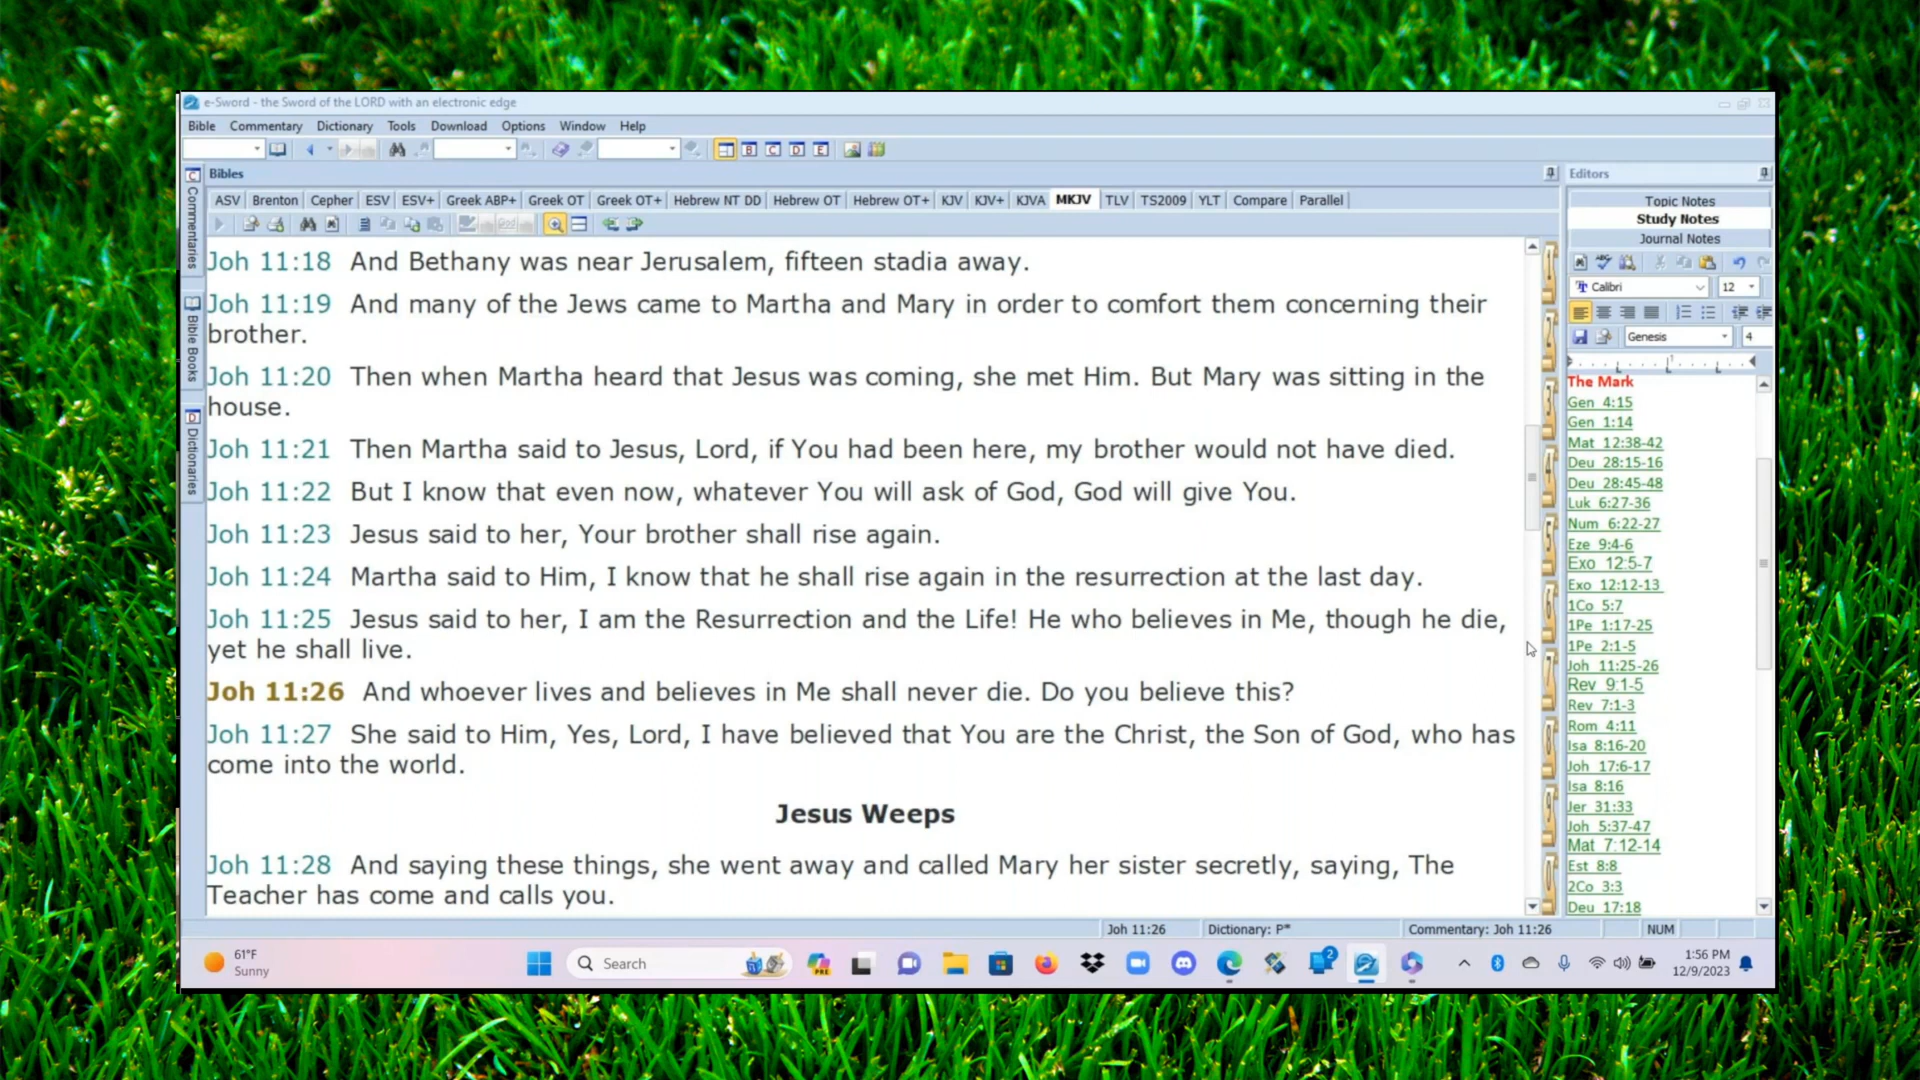 e-Sword - the Sword of the LORD with an electronic edge
Bible Commentary Dictionary Tools Download Options Window Help
B C D E
Bibles
ASV Brenton Cepher ESV ESV+ Greek ABP+ Greek OT Greek OT+ Hebrew NT DD Hebrew OT Hebrew OT+ KJV KJV+ KJVA MKJV TLV TS2009 YLT Compare Parallel
Commentaries
Bible Books
Dictionaries
Joh 11:18 And Bethany was near Jerusalem, fifteen stadia away.
Joh 11:19 And many of the Jews came to Martha and Mary in order to comfort them concerning their
brother.
Joh 11:20 Then when Martha heard that Jesus was coming, she met Him. But Mary was sitting in the
house.
Joh 11:21 Then Martha said to Jesus, Lord, if You had been here, my brother would not have died.
Joh 11:22 But I know that even now, whatever You will ask of God, God will give You.
Joh 11:23 Jesus said to her, Your brother shall rise again.
Joh 11:24 Martha said to Him, I know that he shall rise again in the resurrection at the last day.
Joh 11:25 Jesus said to her, I am the Resurrection and the Life! He who believes in Me, though he die,
yet he shall live.
Joh 11:26 And whoever lives and believes in Me shall never die. Do you believe this?
Joh 11:27 She said to Him, Yes, Lord, I have believed that You are the Christ, the Son of God, who has
come into the world.
Jesus Weeps
Joh 11:28 And saying these things, she went away and called Mary her sister secretly, saying, The
Teacher has come and calls you.
1
2
3
4
5
6
7
8
9
0
Editors
Topic Notes
Study Notes
Journal Notes
Calibri 12
Genesis 4
The Mark
Gen 4:15
Gen 1:14
Mat 12:38-42
Deu 28:15-16
Deu 28:45-48
Luk 6:27-36
Num 6:22-27
Eze 9:4-6
Exo 12:5-7
Exo 12:12-13
1Co 5:7
1Pe 1:17-25
1Pe 2:1-5
Joh 11:25-26
Rev 9:1-5
Rev 7:1-3
Rom 4:11
Isa 8:16-20
Joh 17:6-17
Isa 8:16
Jer 31:33
Joh 5:37-47
Mat 7:12-14
Est 8:8
2Co 3:3
Deu 17:18
Joh 11:26 Dictionary: P* Commentary: Joh 11:26 NUM
61°F
Sunny
Search
PRE
2
1:56 PM
12/9/2023